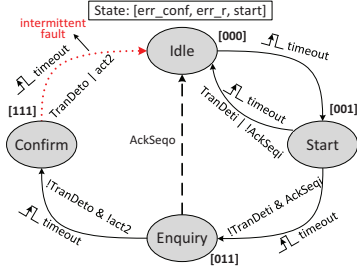 State: [err_conf, err_r, start]
intermittent
fault
Idle
[000]
timeout
timeout
TranDeto | act2
timeout
TranDeti | !AckSeqi
[111]
[001]
Confirm
AckSeqo
Start
!TranDeto & !act2
timeout
!TranDeti & AckSeqi
timeout
Enquiry
[011]